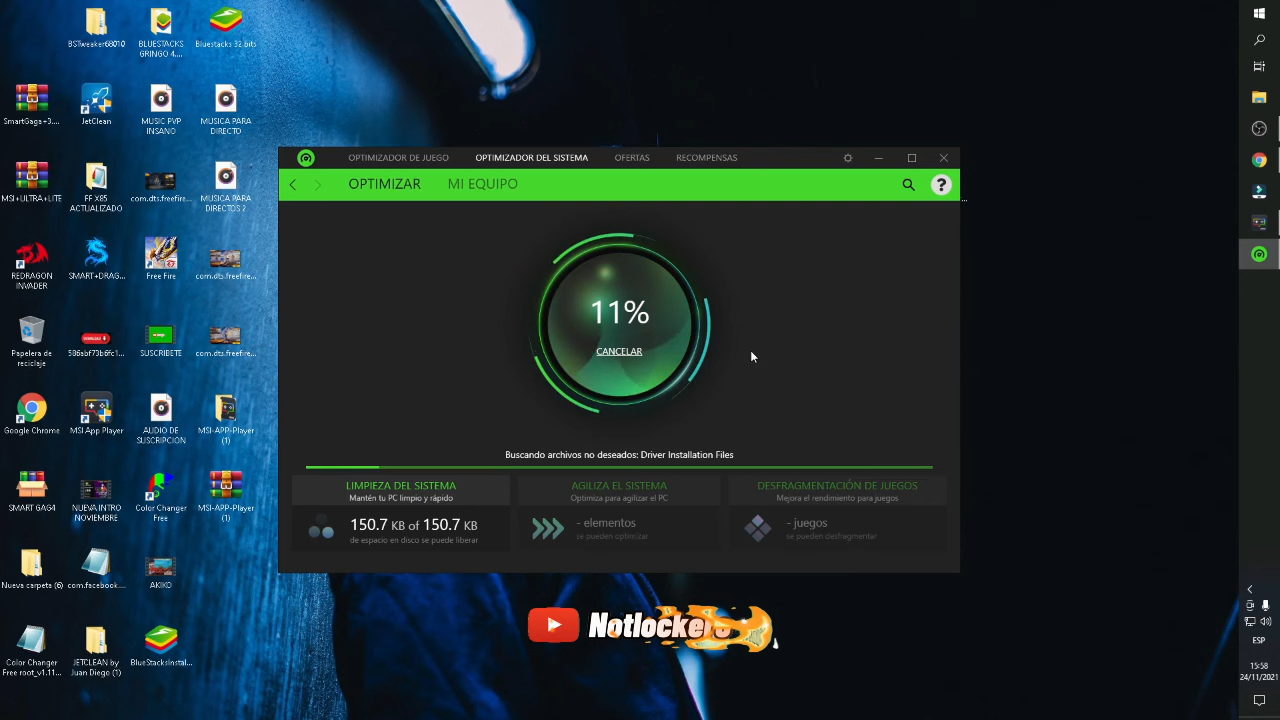 BSTweaker68010
BLUESTACKS
GRINGO 4....
Bluestacks 32.bits
SmartGaga+3....
JetClean
MUSIC PVP
INSANO
MUSICA PARA
DIRECTO
MSI+ULTRA+LITE
FF X85
ACTUALIZADO
com.dts.freefire...
MUSICA PARA
DIRECTOS 2
REDRAGON
INVADER
SMART+DRAG...
Free Fire
com.dts.freefire...
Papelera de
reciclaje
586abf73b6fc1...
SUSCRIBETE
com.dts.freefire...
Google Chrome
MSI App Player
AUDIO DE
SUSCRIPCION
MSI-APP-Player
(1)
SMART GAG4
NUEVA INTRO
NOVIEMBRE
Color Changer
Free
MSI-APP-Player
(1)
Nueva carpeta (6)
com.facebook....
AKIKO
Color Changer
Free root_v1.11...
JETCLEAN by
Juan Diego (1)
BlueStacksInstal...
OPTIMIZADOR DE JUEGO
OPTIMIZADOR DEL SISTEMA
OFERTAS
RECOMPENSAS
OPTIMIZAR
MI EQUIPO
?
11%
CANCELAR
Buscando archivos no deseados: Driver Installation Files
LIMPIEZA DEL SISTEMA
Mantén tu PC limpio y rápido
150.7 KB of 150.7 KB
de espacio en disco se puede liberar
AGILIZA EL SISTEMA
Optimiza para agilizar el PC
- elementos
se pueden optimizar
DESFRAGMENTACIÓN DE JUEGOS
Mejora el rendimiento para juegos
- juegos
se pueden desfragmentar
Notlockers
ESP
15:58
24/11/2021